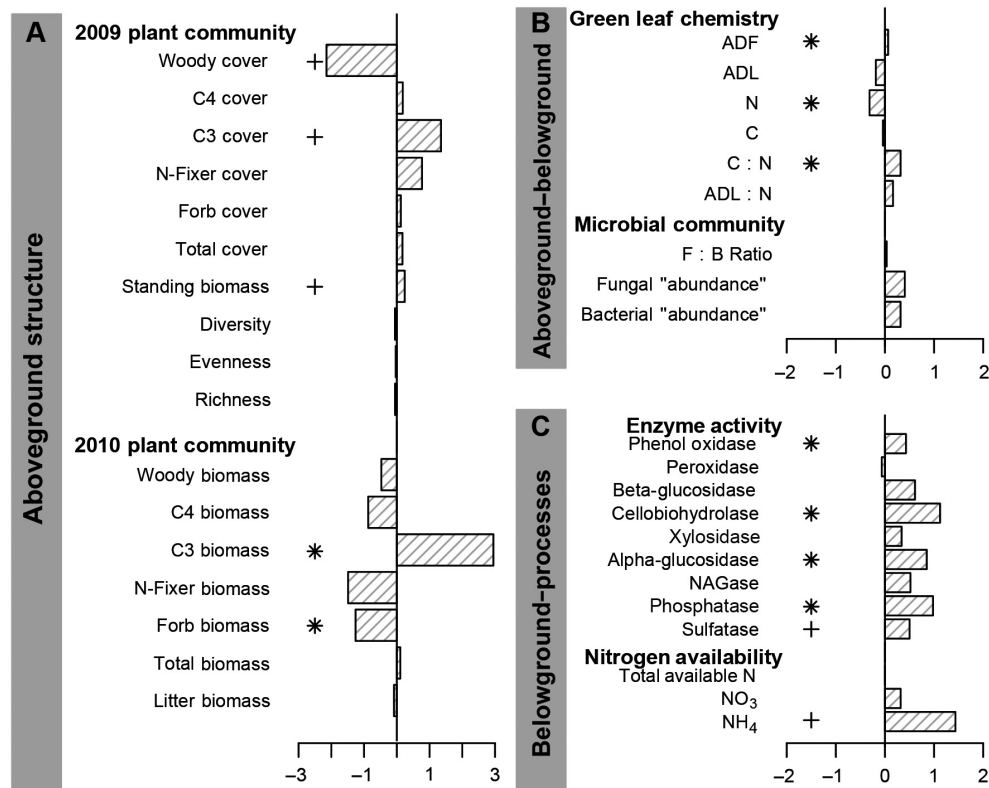 A
Aboveground structure
2009 plant community
Woody cover +
C4 cover
C3 cover +
N-Fixer cover
Forb cover
Total cover
Standing biomass +
Diversity
Evenness
Richness
2010 plant community
Woody biomass
C4 biomass
C3 biomass *
N-Fixer biomass
Forb biomass *
Total biomass
Litter biomass
−3 −1 1 3
B
Aboveground−belowground
Green leaf chemistry
ADF *
ADL
N *
C
C : N *
ADL : N
Microbial community
F : B Ratio
Fungal "abundance"
Bacterial "abundance"
−2 −1 0 1 2
C
Belowground−processes
Enzyme activity
Phenol oxidase *
Peroxidase
Beta-glucosidase
Cellobiohydrolase *
Xylosidase
Alpha-glucosidase *
NAGase
Phosphatase *
Sulfatase +
Nitrogen availability
Total available N
NO3
NH4 +
−2 −1 0 1 2